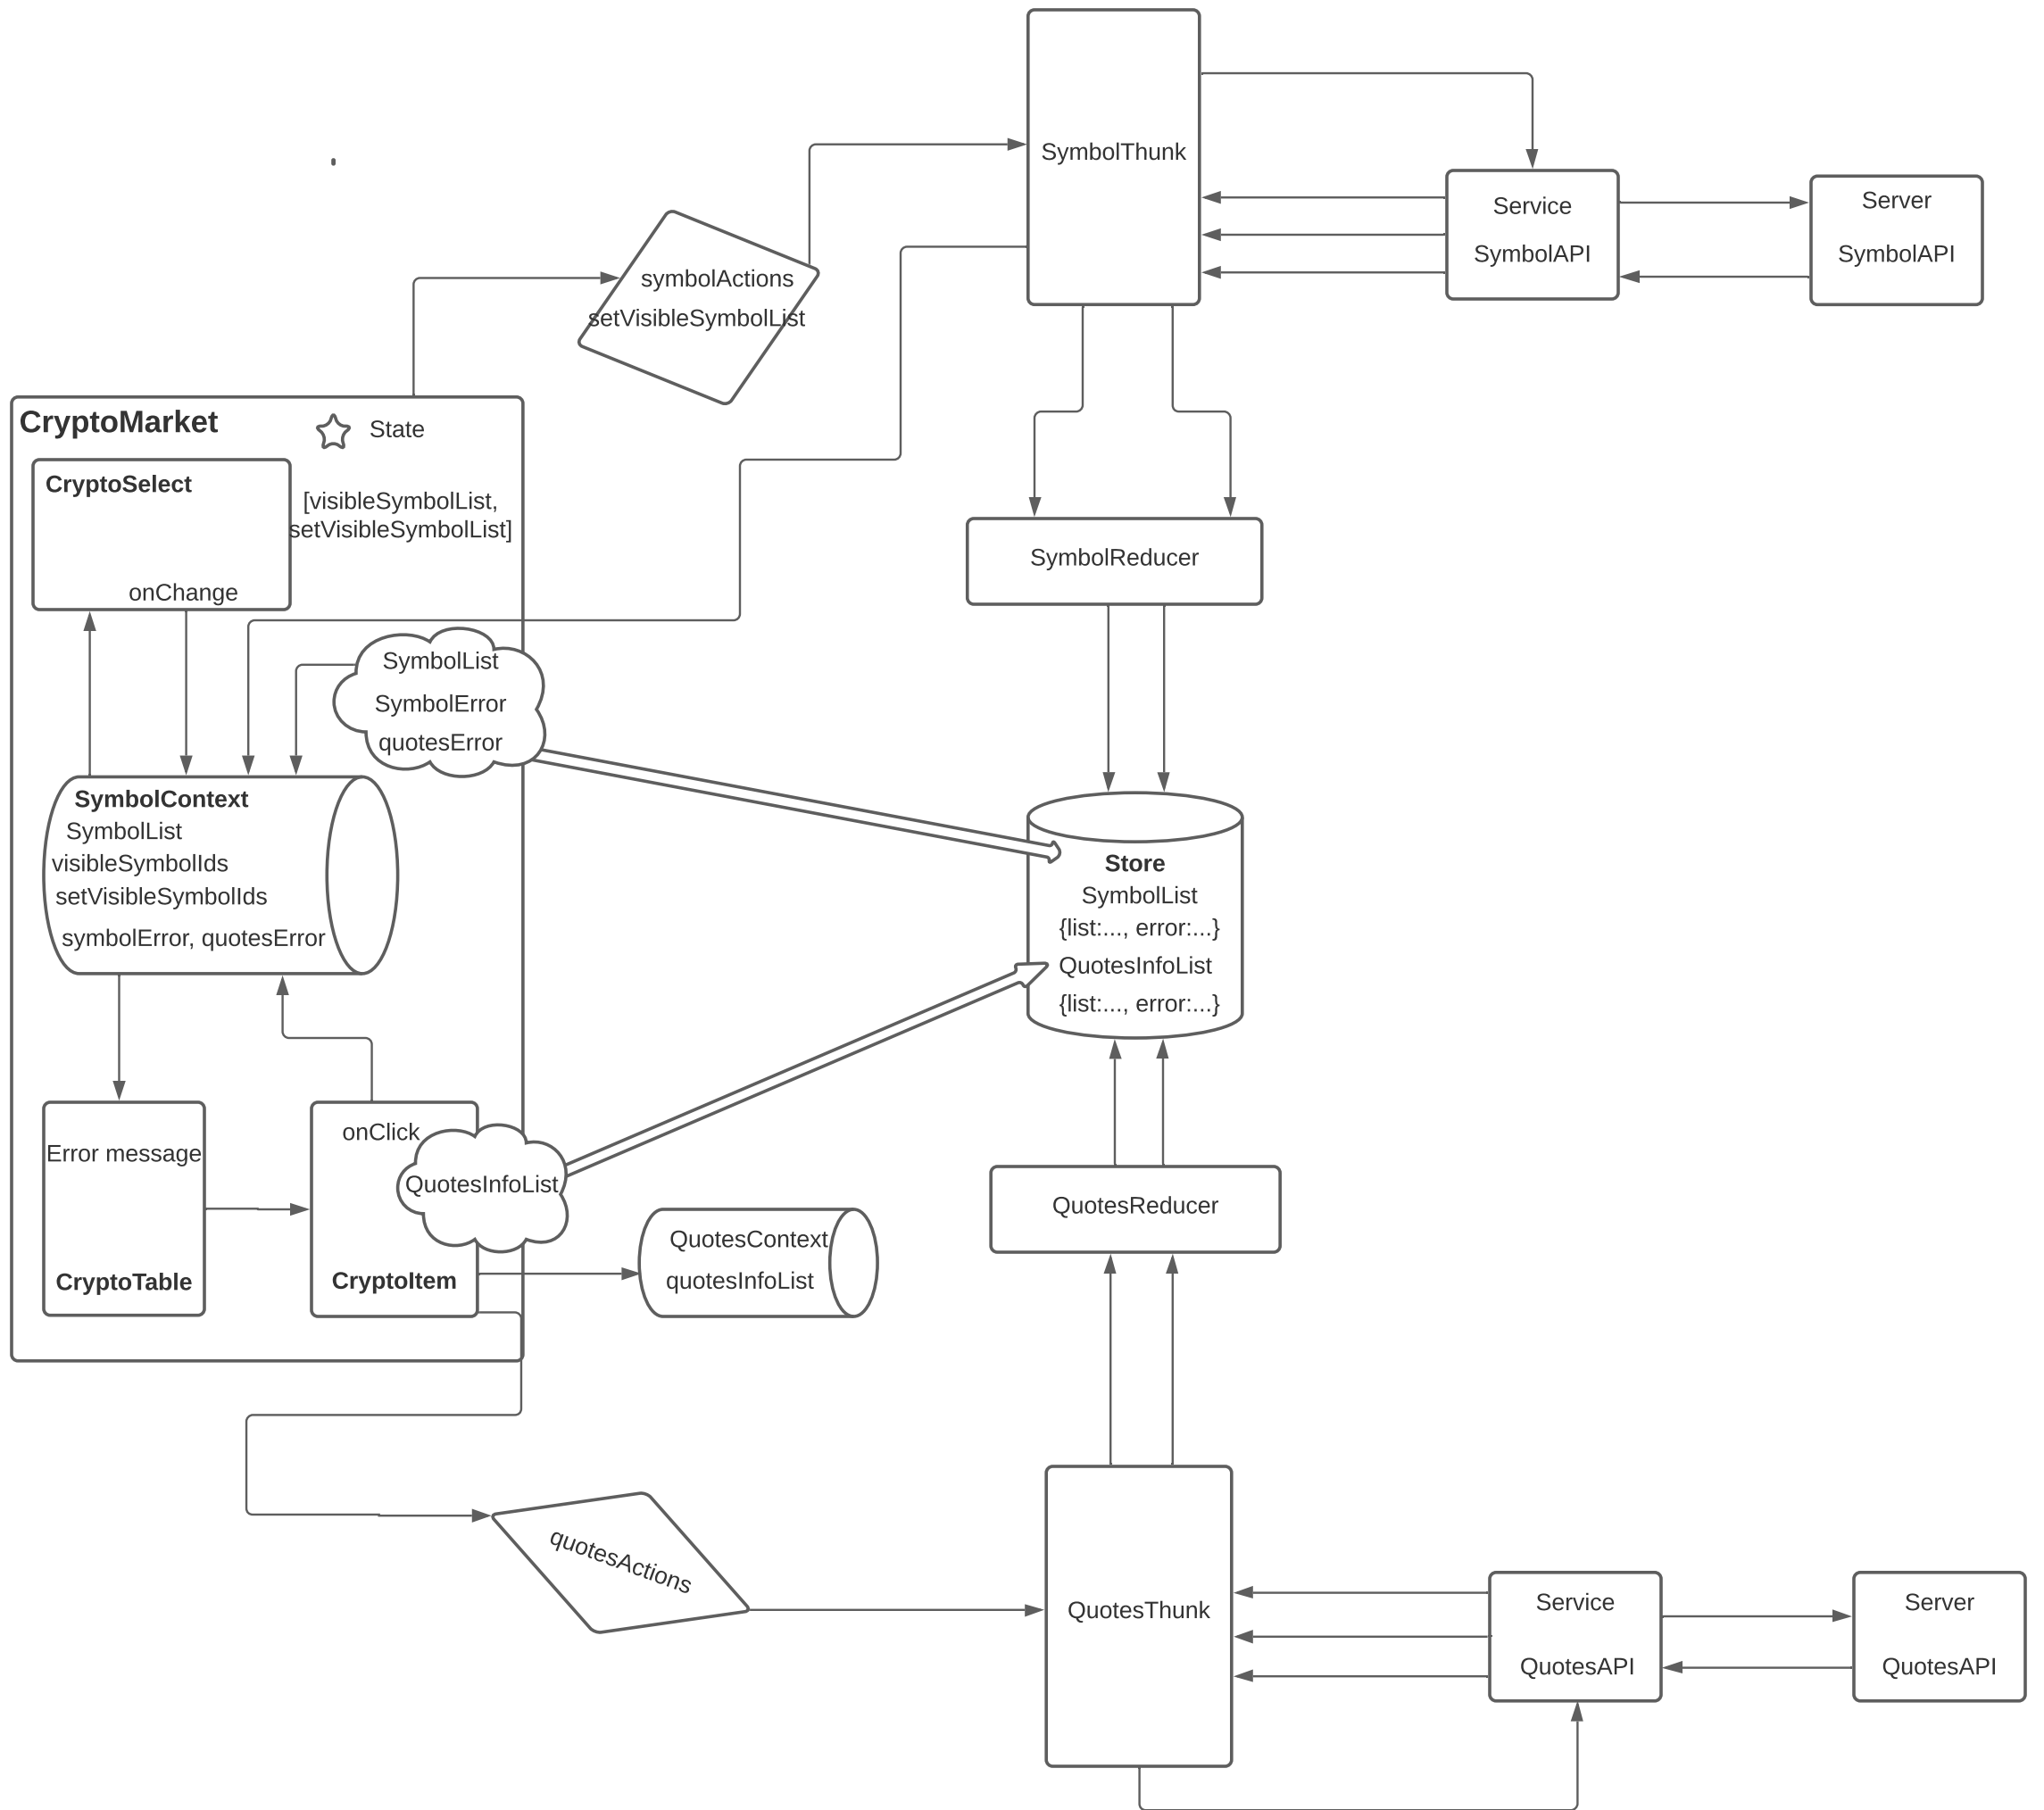 SymbolThunk
Service
SymbolAPI
Server
SymbolAPI
symbolActions
setVisibleSymbolList
CryptoMarket
State
CryptoSelect
[visibleSymbolList,
setVisibleSymbolList]
onChange
SymbolReducer
SymbolList
SymbolError
quotesError
SymbolContext
SymbolList
visibleSymbolIds
setVisibleSymbolIds
symbolError, quotesError
Store
SymbolList
{list:..., error:...}
QuotesInfoList
{list:..., error:...}
Error message
CryptoTable
onClick
QuotesInfoList
CryptoItem
QuotesContext
quotesInfoList
QuotesReducer
quotesActions
QuotesThunk
Service
QuotesAPI
Server
QuotesAPI